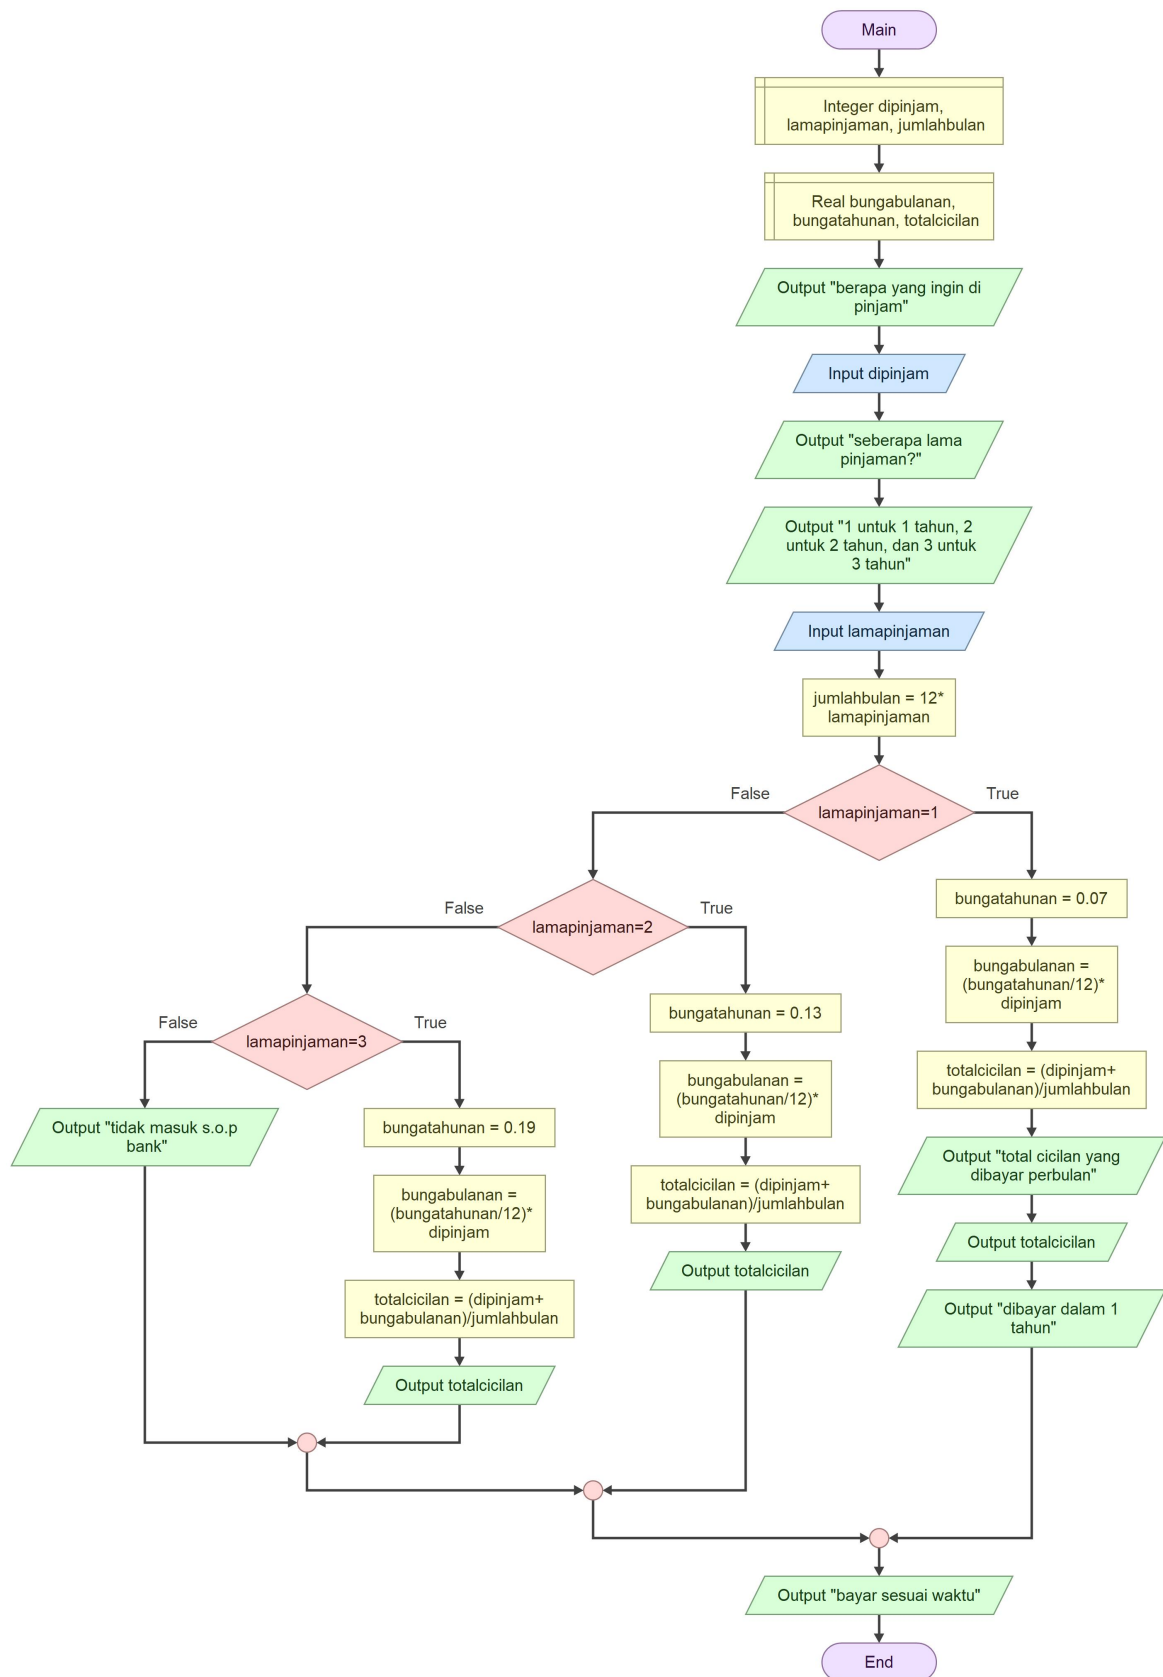 Main
Integer dipinjam,
lamapinjaman, jumlahbulan
Real bungabulanan,
bungatahunan, totalcicilan
Output "berapa yang ingin di
pinjam"
Input dipinjam
Output "seberapa lama
pinjaman?"
Output "1 untuk 1 tahun, 2
untuk 2 tahun, dan 3 untuk
3 tahun"
Input lamapinjaman
jumlahbulan = 12*
lamapinjaman
lamapinjaman=1
False
True
lamapinjaman=2
False
True
lamapinjaman=3
False
True
Output "tidak masuk s.o.p
bank"
bungatahunan = 0.19
bungabulanan =
(bungatahunan/12)*
dipinjam
totalcicilan = (dipinjam+
bungabulanan)/jumlahbulan
Output totalcicilan
bungatahunan = 0.13
bungabulanan =
(bungatahunan/12)*
dipinjam
totalcicilan = (dipinjam+
bungabulanan)/jumlahbulan
Output totalcicilan
bungatahunan = 0.07
bungabulanan =
(bungatahunan/12)*
dipinjam
totalcicilan = (dipinjam+
bungabulanan)/jumlahbulan
Output "total cicilan yang
dibayar perbulan"
Output totalcicilan
Output "dibayar dalam 1
tahun"
Output "bayar sesuai waktu"
End